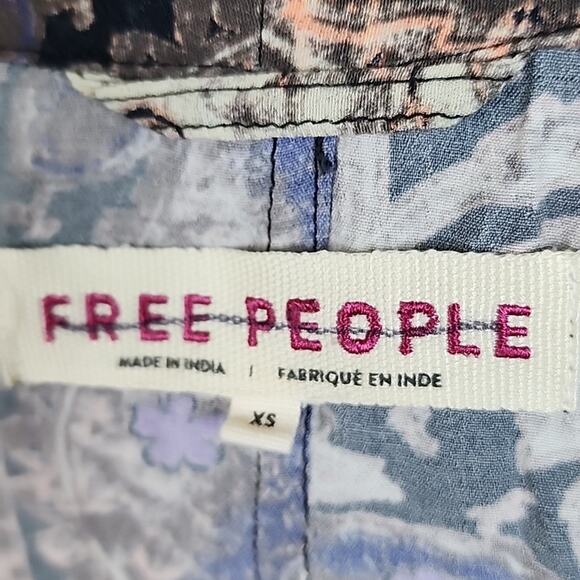 FREE PEOPLE
MADE IN INDIA | FABRIQUÉ EN INDE
XS